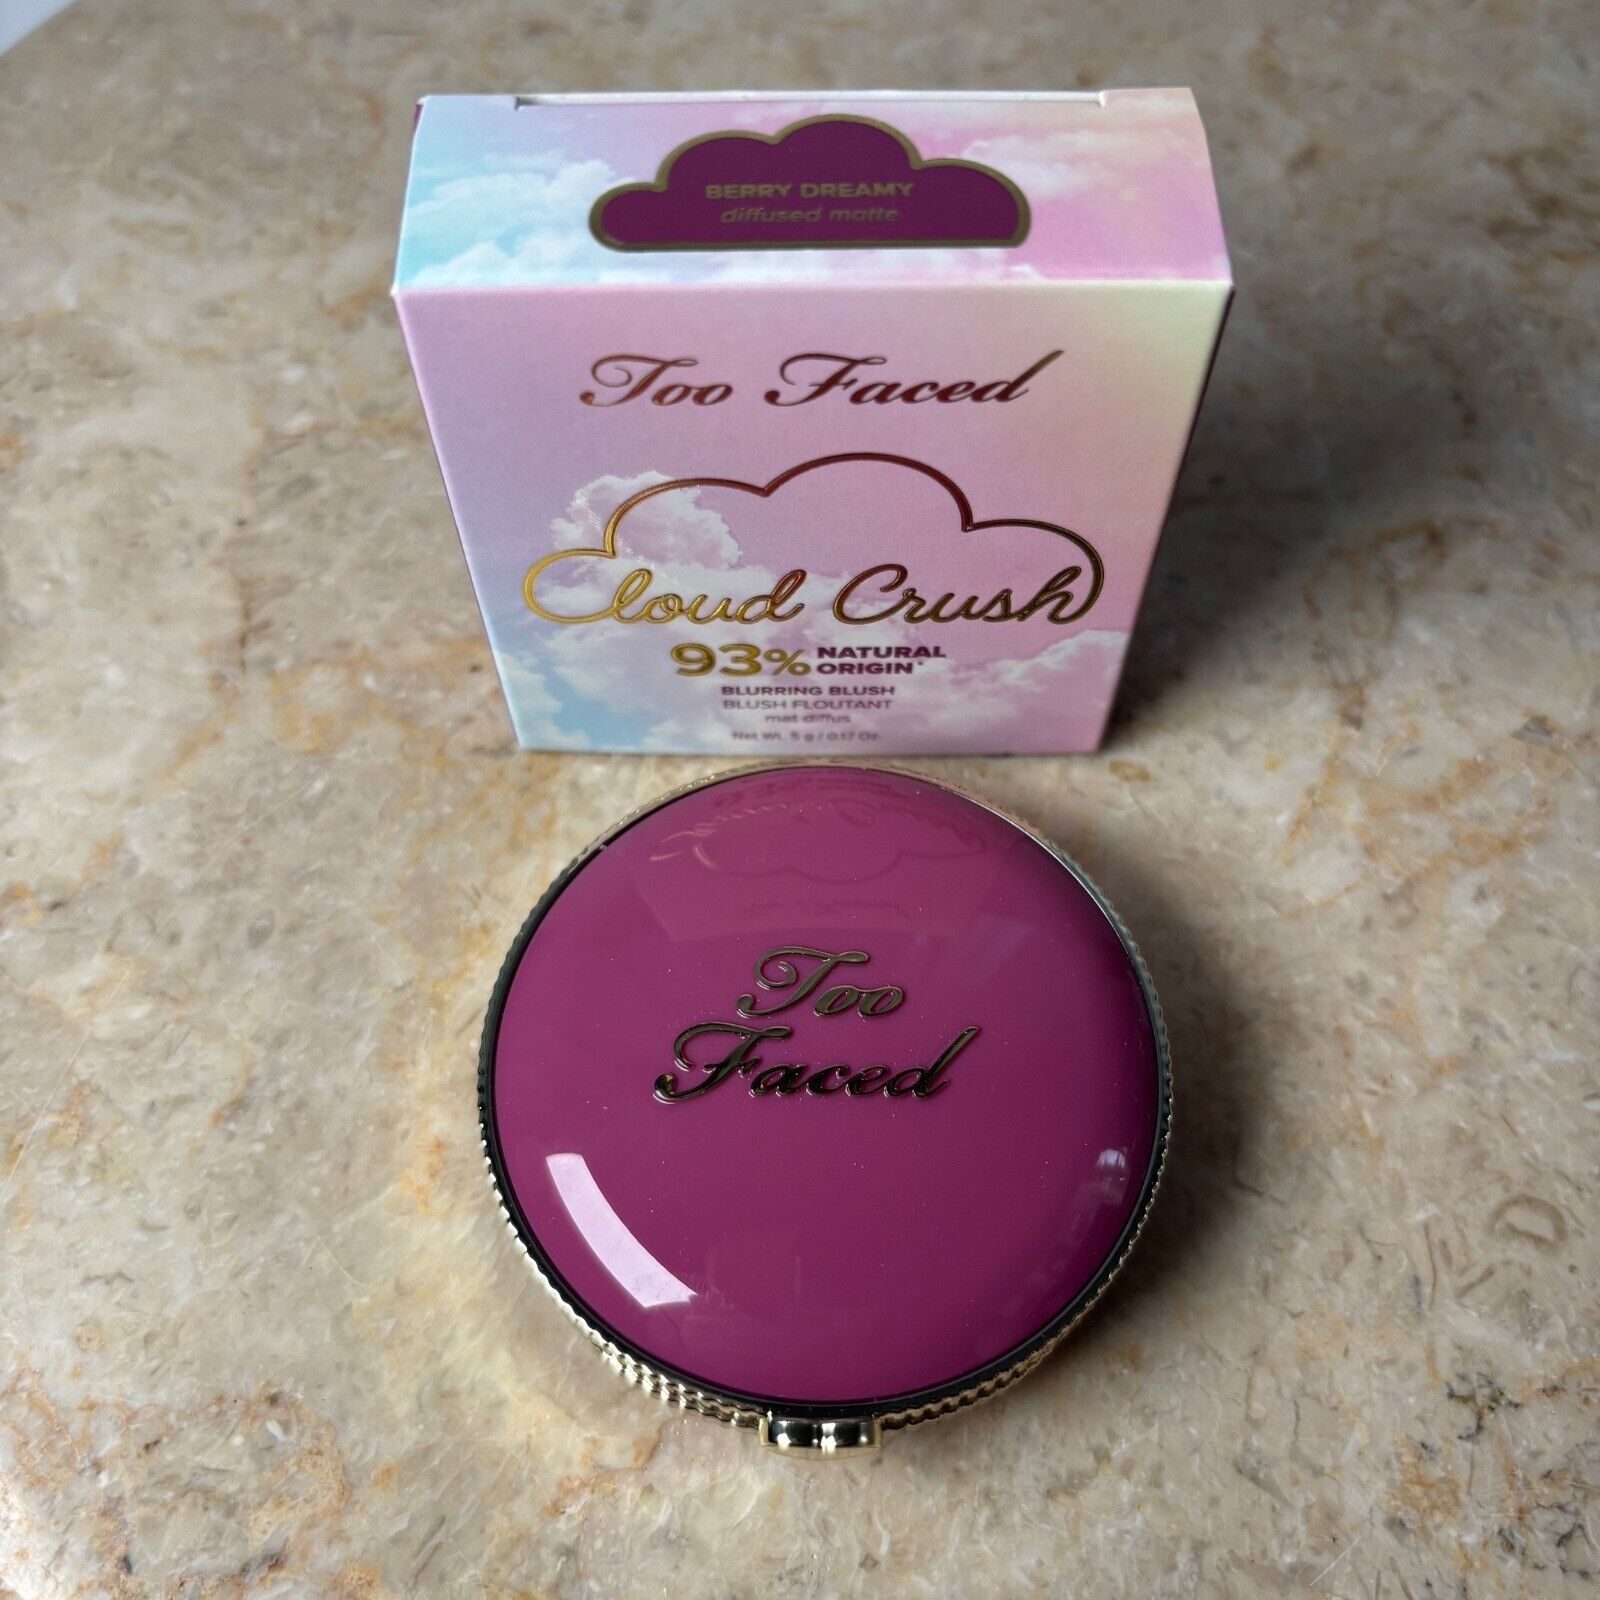 BERRY DREAMY
diffused matte
Too Faced
Cloud Crush
93% NATURAL
ORIGIN*
BLURRING BLUSH
BLUSH FLOUTANT
mat diffus
Net Wt. 5 g / 0.17 Oz.
Too
Faced